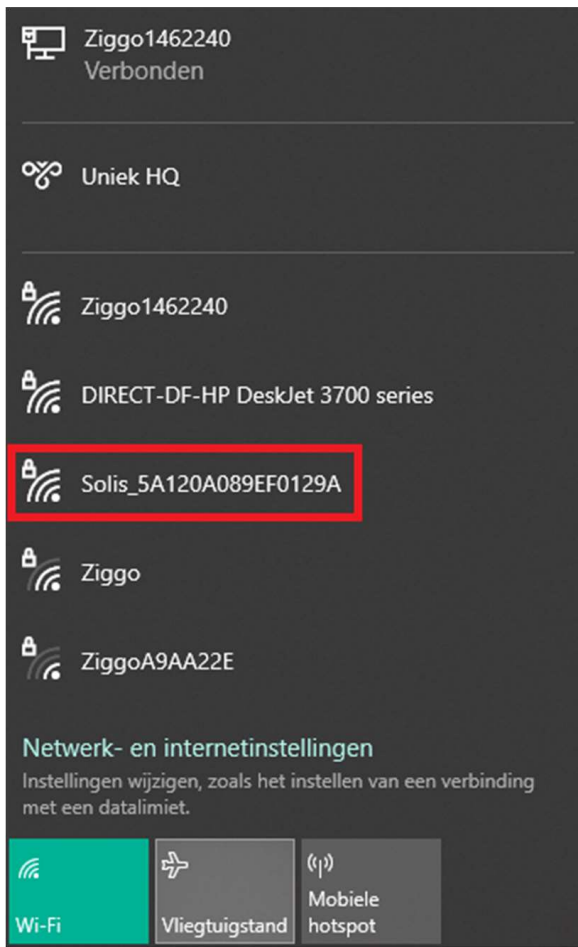 Ziggo1462240
Verbonden
Uniek HQ
Ziggo1462240
DIRECT-DF-HP DeskJet 3700 series
Solis_5A120A089EF0129A
Ziggo
ZiggoA9AA22E
Netwerk- en internetinstellingen
Instellingen wijzigen, zoals het instellen van een verbinding
met een datalimiet.
Wi-Fi
Vliegtuigstand
Mobiele
hotspot